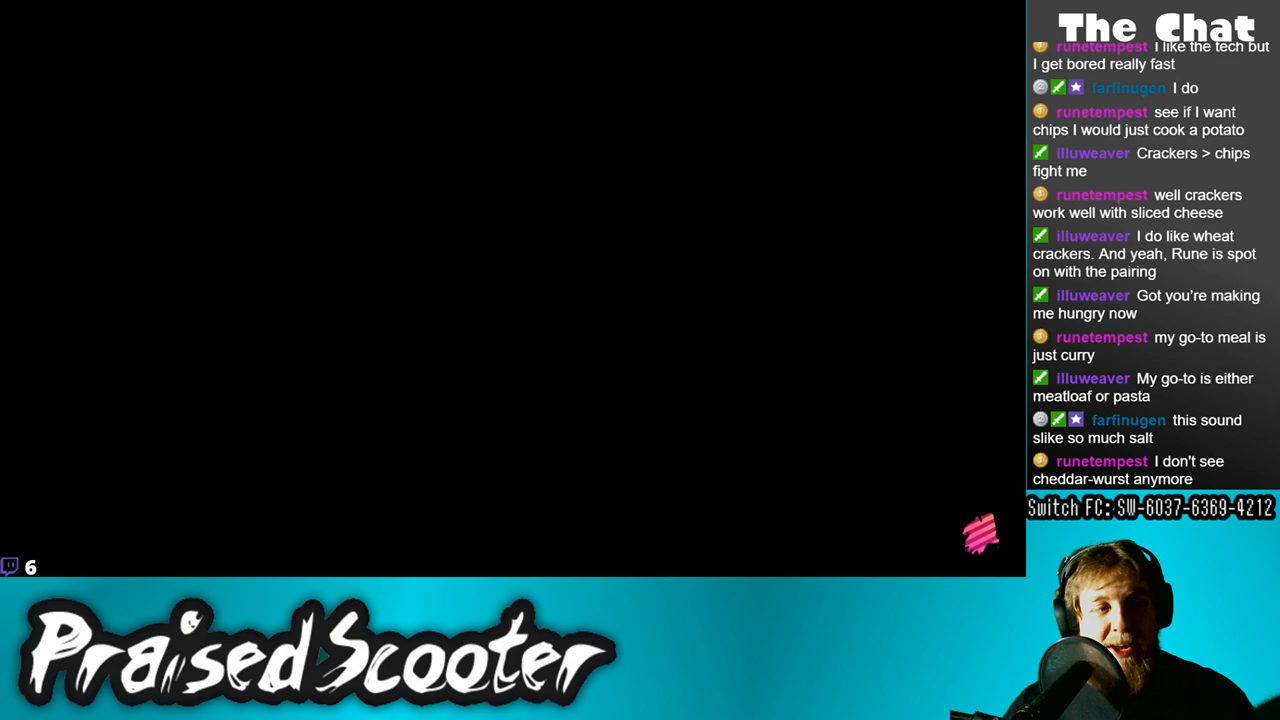 The Chat
runetempest I like the tech but
I get bored really fast
farfinugen I do
runetempest see if I want
chips I would just cook a potato
illuweaver Crackers > chips
fight me
runetempest well crackers
work well with sliced cheese
illuweaver I do like wheat
crackers. And yeah, Rune is spot
on with the pairing
illuweaver Got you're making
me hungry now
runetempest my go-to meal is
just curry
illuweaver My go-to is either
meatloaf or pasta
farfinugen this sound
slike so much salt
runetempest I don't see
cheddar-wurst anymore
Switch FC: SW-6037-6369-4212
6
PraisedScooter